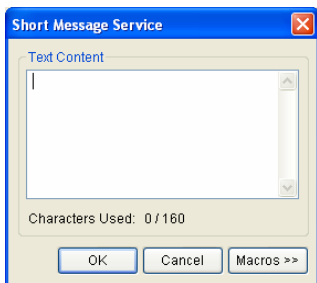 Short Message Service
Text Content
Characters Used: 0 / 160
OK Cancel Macros >>